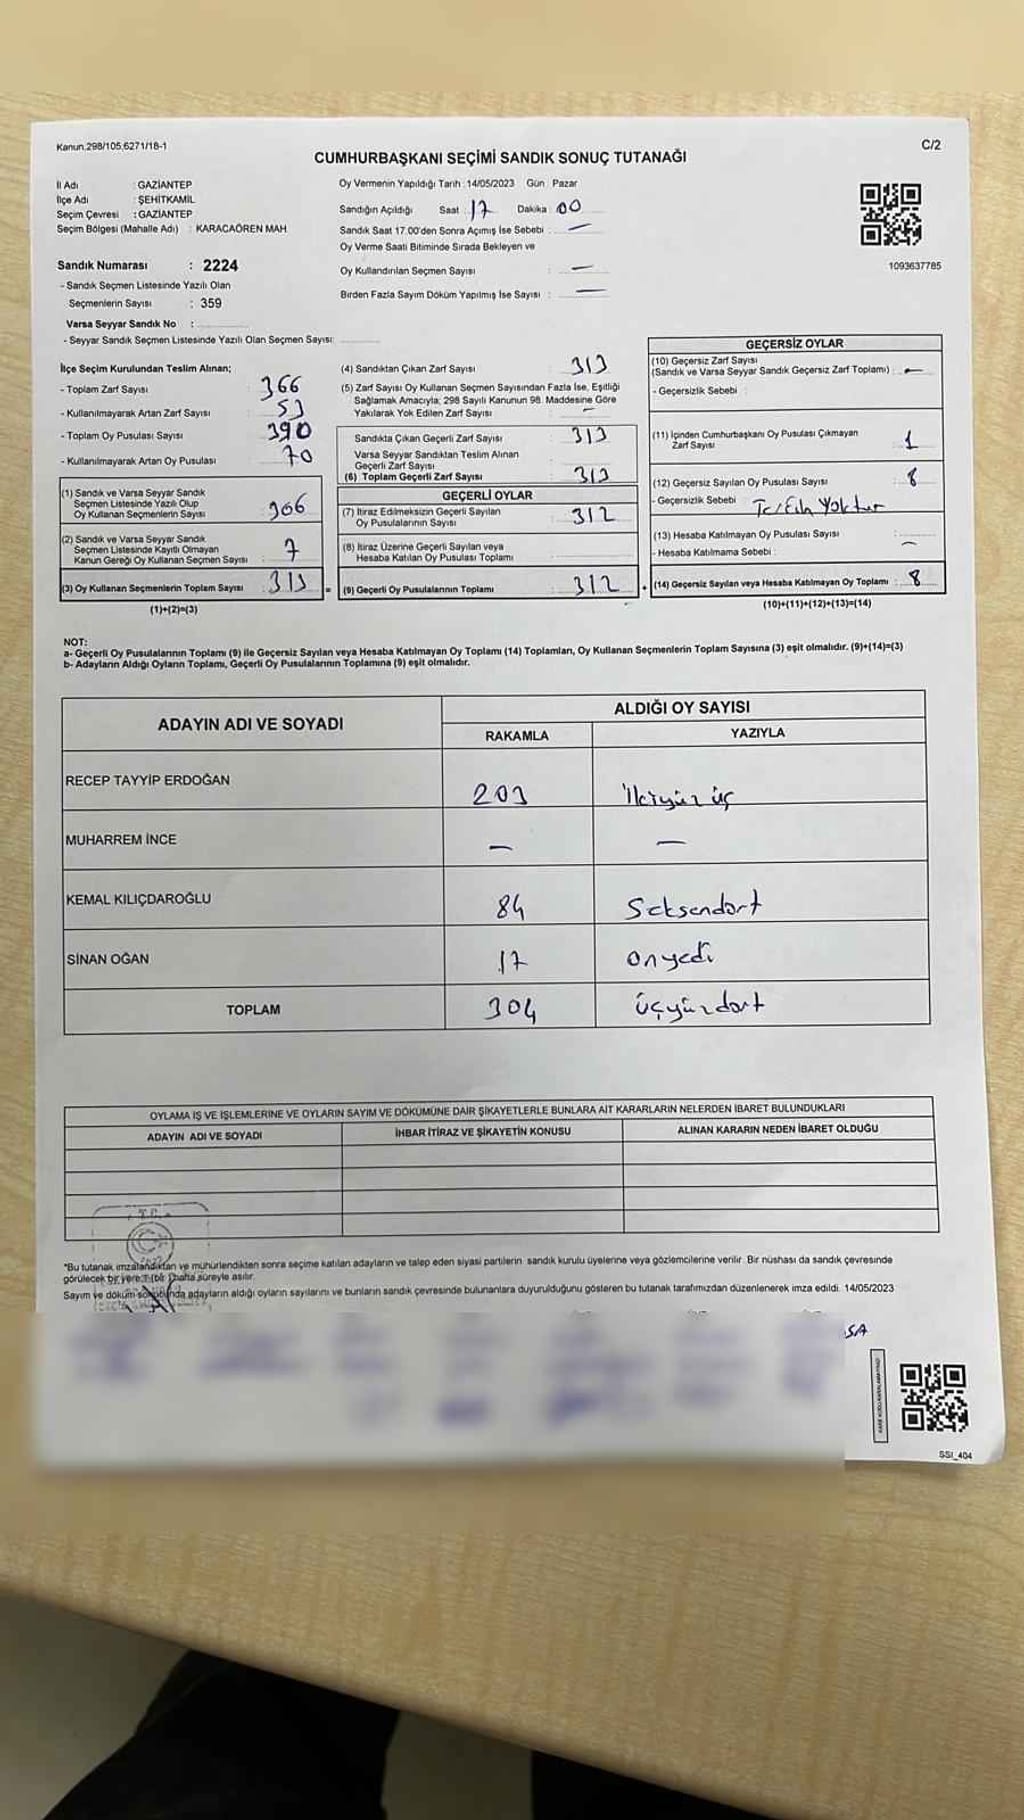 Kanun.298/105,6271/18-1
C/2
CUMHURBAŞKANI SEÇİMİ SANDIK SONUÇ TUTANAĞI
İl Adı : GAZİANTEP
İlçe Adı : ŞEHİTKAMİL
Seçim Çevresi : GAZİANTEP
Seçim Bölgesi (Mahalle Adı) : KARACAÖREN MAH.
Sandık Numarası : 2224
- Sandık Seçmen Listesinde Yazılı Olan
Seçmenlerin Sayısı : 359
Varsa Seyyar Sandık No :
- Seyyar Sandık Seçmen Listesinde Yazılı Olan Seçmen Sayısı:
Oy Vermenin Yapıldığı Tarih : 14/05/2023 Gün : Pazar
Sandığın Açıldığı Saat 17 Dakika 00
Sandık Saat 17.00'den Sonra Açımış İse Sebebi : —
Oy Verme Saati Bitiminde Sırada Bekleyen ve
Oy Kullandırılan Seçmen Sayısı : —
Birden Fazla Sayım Döküm Yapılmış İse Sayısı : —
1093637785
İlçe Seçim Kurulundan Teslim Alınan;
- Toplam Zarf Sayısı 366
- Kullanılmayarak Artan Zarf Sayısı 53
- Toplam Oy Pusulası Sayısı 390
- Kullanılmayarak Artan Oy Pusulası 70
(1) Sandık ve Varsa Seyyar Sandık
Seçmen Listesinde Yazılı Olup
Oy Kullanan Seçmenlerin Sayısı 306
(2) Sandık ve Varsa Seyyar Sandık
Seçmen Listesinde Kayıtlı Olmayan
Kanun Gereği Oy Kullanan Seçmen Sayısı 7
(3) Oy Kullanan Seçmenlerin Toplam Sayısı 313 =
(1)+(2)=(3)
(4) Sandıktan Çıkan Zarf Sayısı 313
(5) Zarf Sayısı Oy Kullanan Seçmen Sayısından Fazla İse, Eşitliği
Sağlamak Amacıyla; 298 Sayılı Kanunun 98. Maddesine Göre
Yakılarak Yok Edilen Zarf Sayısı —
Sandıkta Çıkan Geçerli Zarf Sayısı 313
Varsa Seyyar Sandıktan Teslim Alınan
Geçerli Zarf Sayısı
(6) Toplam Geçerli Zarf Sayısı 313
GEÇERLİ OYLAR
(7) İtiraz Edilmeksizin Geçerli Sayılan
Oy Pusulalarının Sayısı 312
(8) İtiraz Üzerine Geçerli Sayılan veya
Hesaba Katılan Oy Pusulası Toplamı
(9) Geçerli Oy Pusulalarının Toplamı 312 +
GEÇERSİZ OYLAR
(10) Geçersiz Zarf Sayısı
(Sandık ve Varsa Seyyar Sandık Geçersiz Zarf Toplamı) : —
- Geçersizlik Sebebi :
(11) İçinden Cumhurbaşkanı Oy Pusulası Çıkmayan
Zarf Sayısı 1
(12) Geçersiz Sayılan Oy Pusulası Sayısı : 8
- Geçersizlik Sebebi
(13) Hesaba Katılmayan Oy Pusulası Sayısı : —
- Hesaba Katılmama Sebebi :
(14) Geçersiz Sayılan veya Hesaba Katılmayan Oy Toplamı : 8
(10)+(11)+(12)+(13)=(14)
NOT:
a- Geçerli Oy Pusulalarının Toplamı (9) ile Geçersiz Sayılan veya Hesaba Katılmayan Oy Toplamı (14) Toplamları, Oy Kullanan Seçmenlerin Toplam Sayısına (3) eşit olmalıdır. (9)+(14)=(3)
b- Adayların Aldığı Oyların Toplamı, Geçerli Oy Pusulalarının Toplamına (9) eşit olmalıdır.
ADAYIN ADI VE SOYADI
ALDIĞI OY SAYISI
RAKAMLA YAZIYLA
RECEP TAYYİP ERDOĞAN 203 İkiyüz üç
MUHARREM İNCE — —
KEMAL KILIÇDAROĞLU 84 Seksendört
SİNAN OĞAN 17 onyedi
TOPLAM 304 üçyüzdört
OYLAMA İŞ VE İŞLEMLERİNE VE OYLARIN SAYIM VE DÖKÜMÜNE DAİR ŞİKAYETLERLE BUNLARA AİT KARARLARIN NELERDEN İBARET BULUNDUKLARI
ADAYIN ADI VE SOYADI İHBAR İTİRAZ VE ŞİKAYETİN KONUSU ALINAN KARARIN NEDEN İBARET OLDUĞU
T.C.
*Bu tutanak imzalandıktan ve mühürlendikten sonra seçime katılan adayların ve talep eden siyasi partilerin sandık kurulu üyelerine veya gözlemcilerine verilir. Bir nüshası da sandık çevresinde
görülecek bir yere 1 (bir) hafta süreyle asılır.
Sayım ve döküm sonucunda adayların aldığı oyların sayılarını ve bunların sandık çevresinde bulunanlara duyurulduğunu gösteren bu tutanak tarafımızdan düzenlenerek imza edildi. 14/05/2023
SA
SSI_404